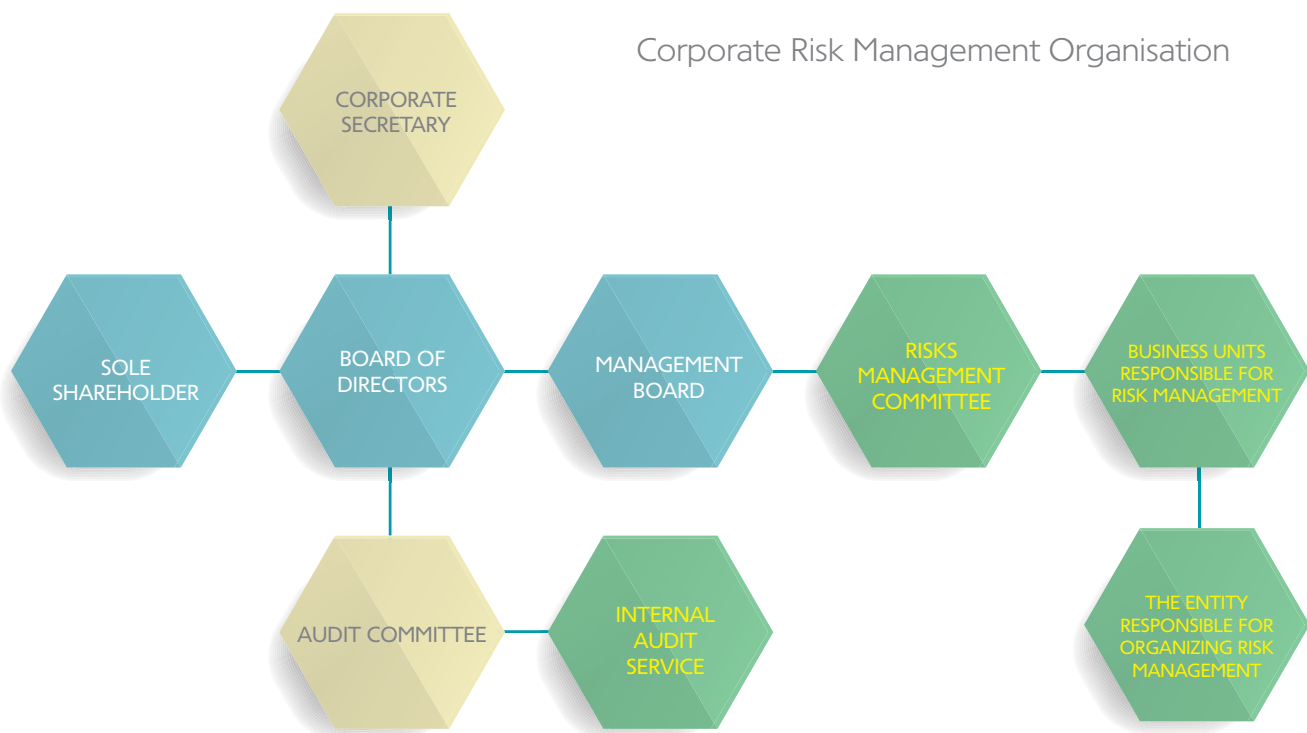 Corporate Risk Management Organisation
CORPORATE
SECRETARY
SOLE
SHAREHOLDER
BOARD OF
DIRECTORS
MANAGEMENT
BOARD
RISKS
MANAGEMENT
COMMITTEE
BUSINESS UNITS
RESPONSIBLE FOR
RISK MANAGEMENT
AUDIT COMMITTEE
INTERNAL
AUDIT
SERVICE
THE ENTITY
RESPONSIBLE FOR
ORGANIZING RISK
MANAGEMENT